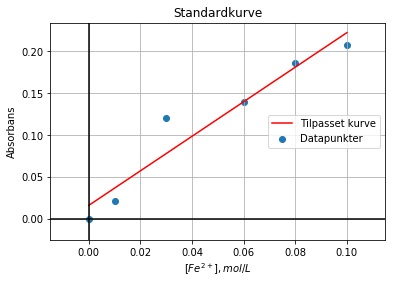 Standardkurve
Absorbans
0.20
0.15
0.10
0.05
0.00
Tilpasset kurve
Datapunkter
0.00 0.02 0.04 0.06 0.08 0.10
[Fe²⁺], mol/L